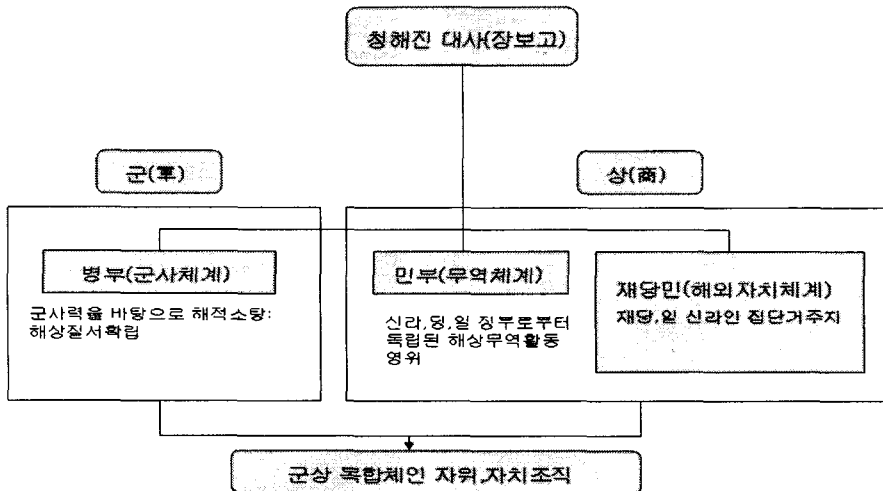 청해진 대사(장보고)
군(軍)
상(商)
병부(군사체계)
군사력을 바탕으로 해적소탕:
해상질서확립
민부(무역체계)
신라,당,일 정부로부터
독립된 해상무역활동
영위
재당민(해외자치체계)
재당,일 신라인 집단거주지
군상 복합체인 자위,자치조직